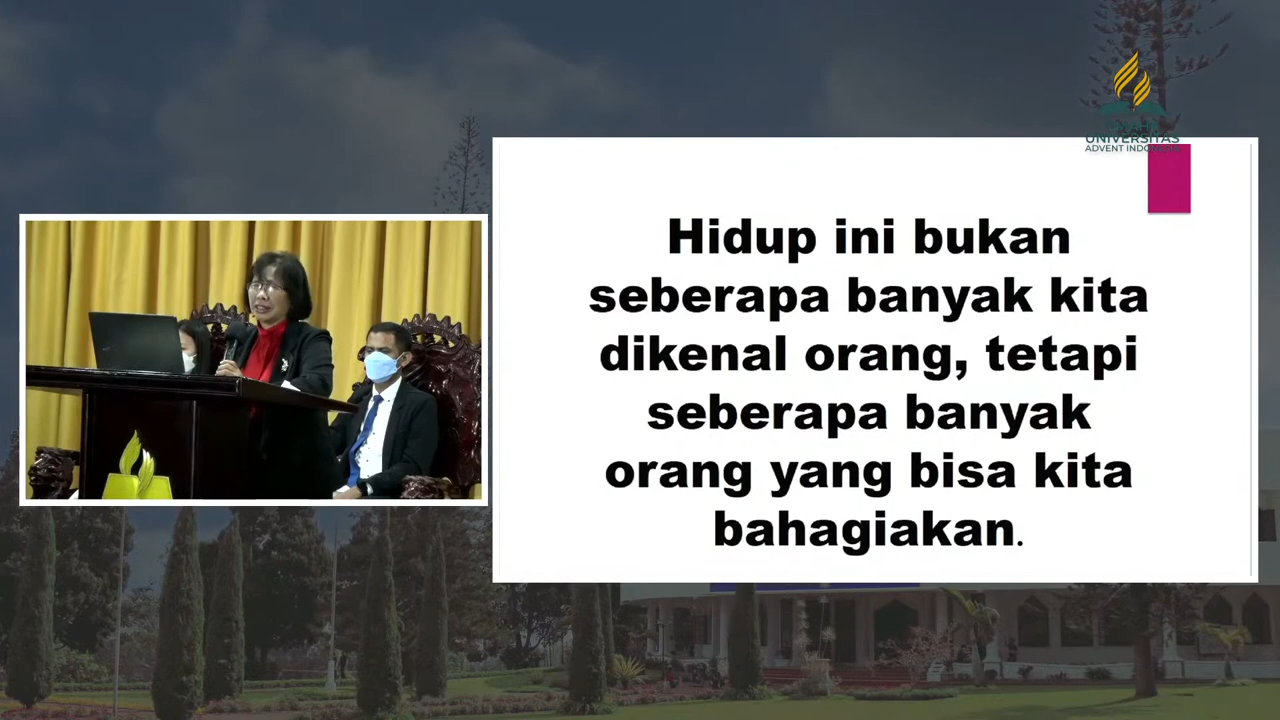 UNIVERSITAS
ADVENT INDONESIA
Hidup ini bukan
seberapa banyak kita
dikenal orang, tetapi
seberapa banyak
orang yang bisa kita
bahagiakan.